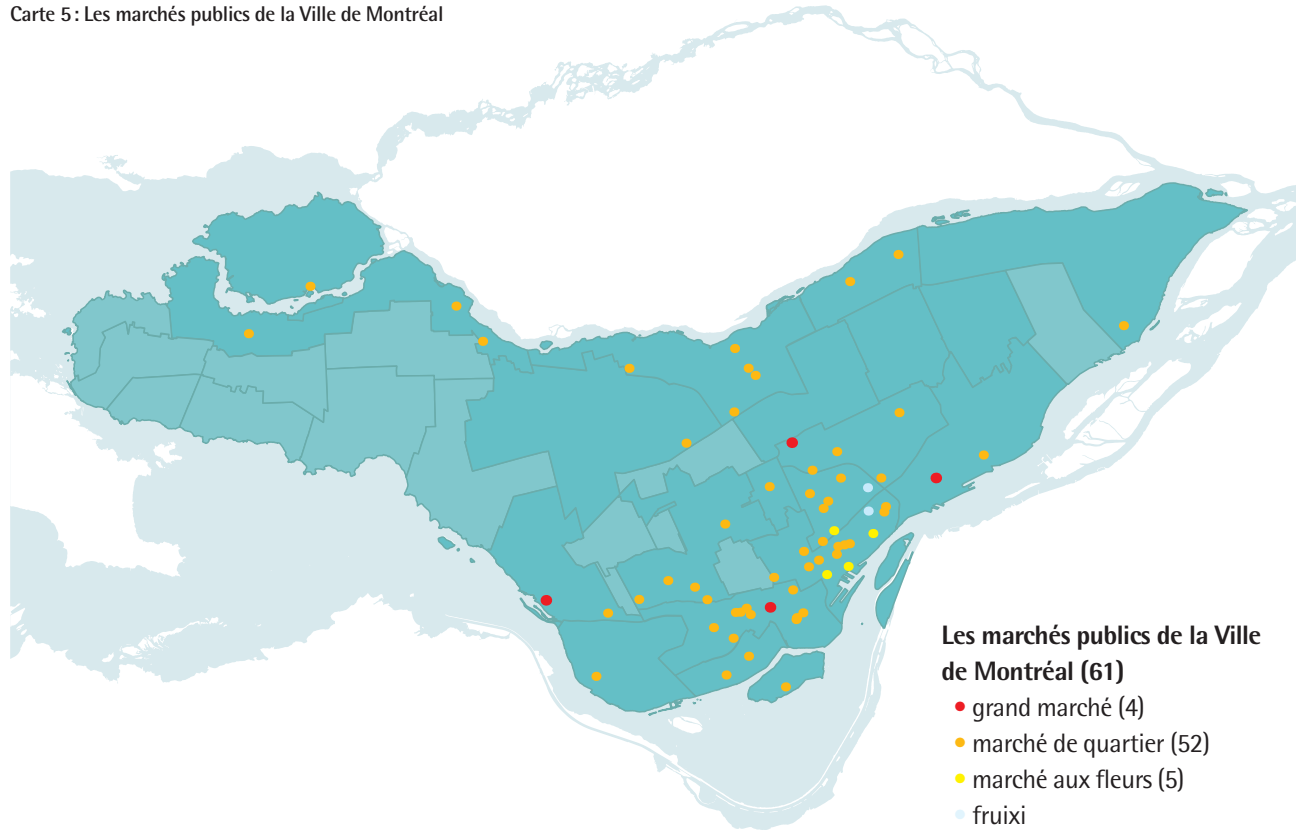 Carte 5 : Les marchés publics de la Ville de Montréal
Les marchés publics de la Ville
de Montréal (61)
grand marché (4)
marché de quartier (52)
marché aux fleurs (5)
fruixi